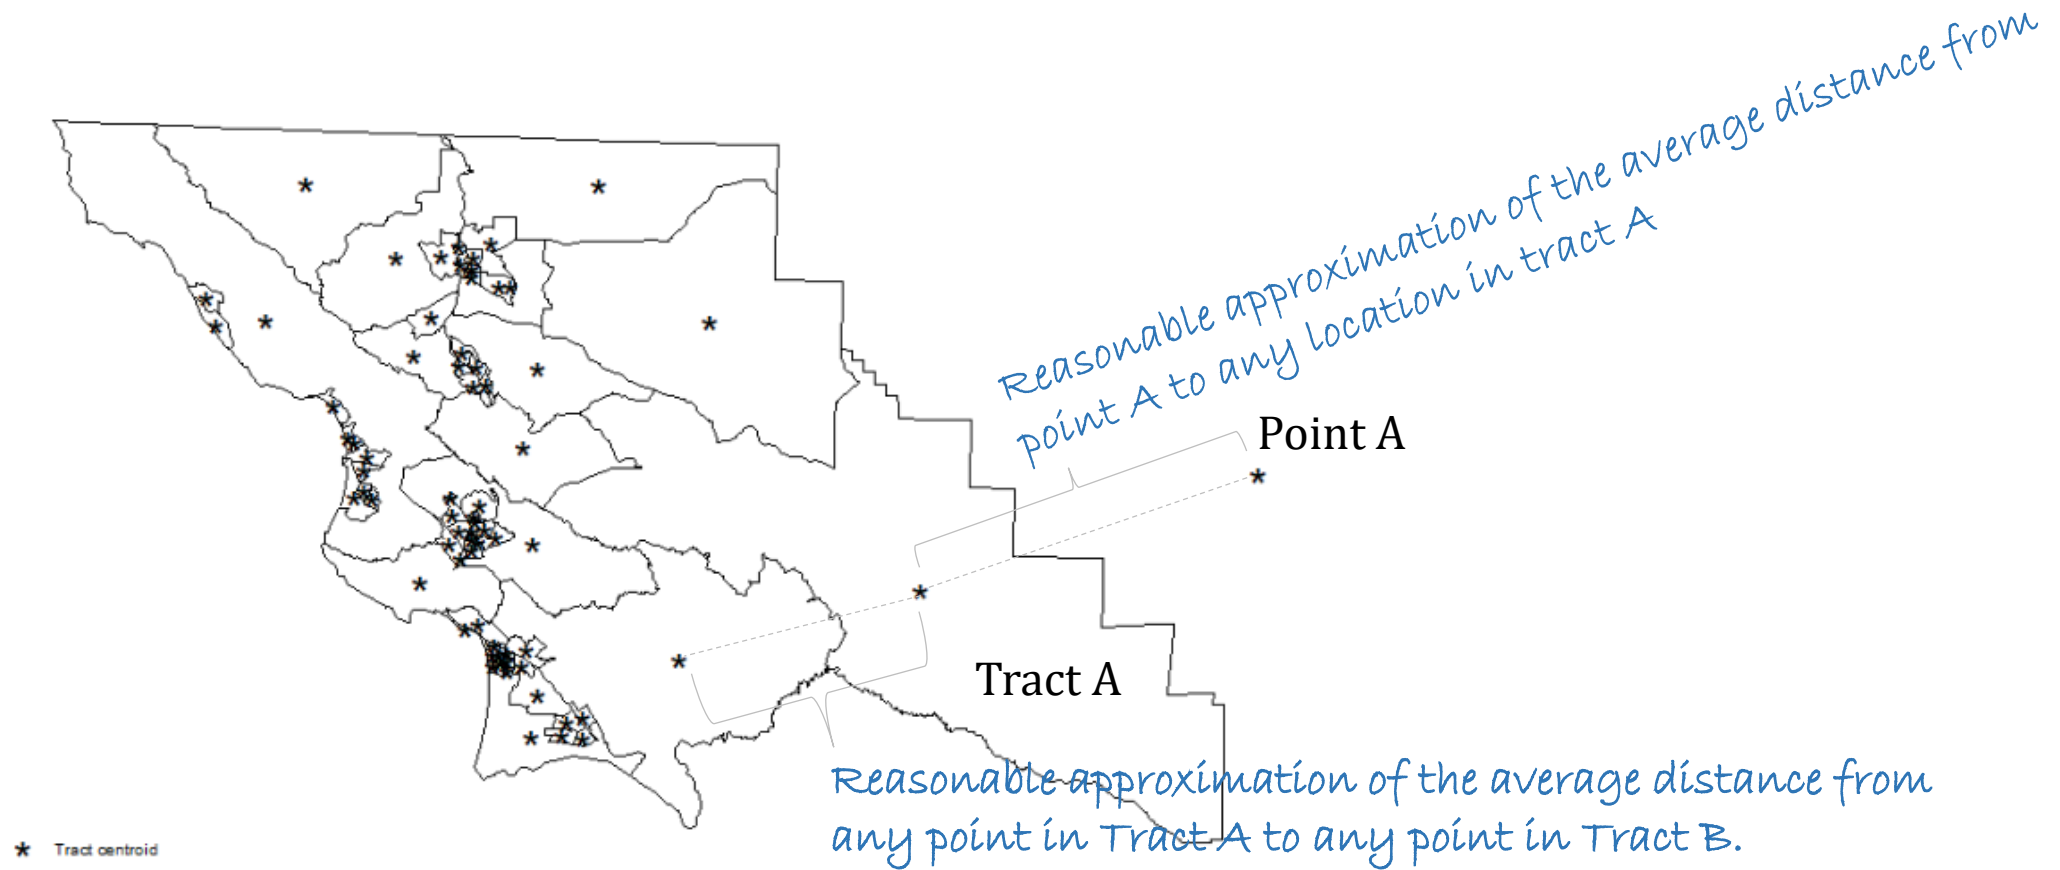 Reasonable approximation of the average distance from
point A to any location in tract A
Point A
Tract A
Reasonable approximation of the average distance from
any point in Tract A to any point in Tract B.
* Tract centroid